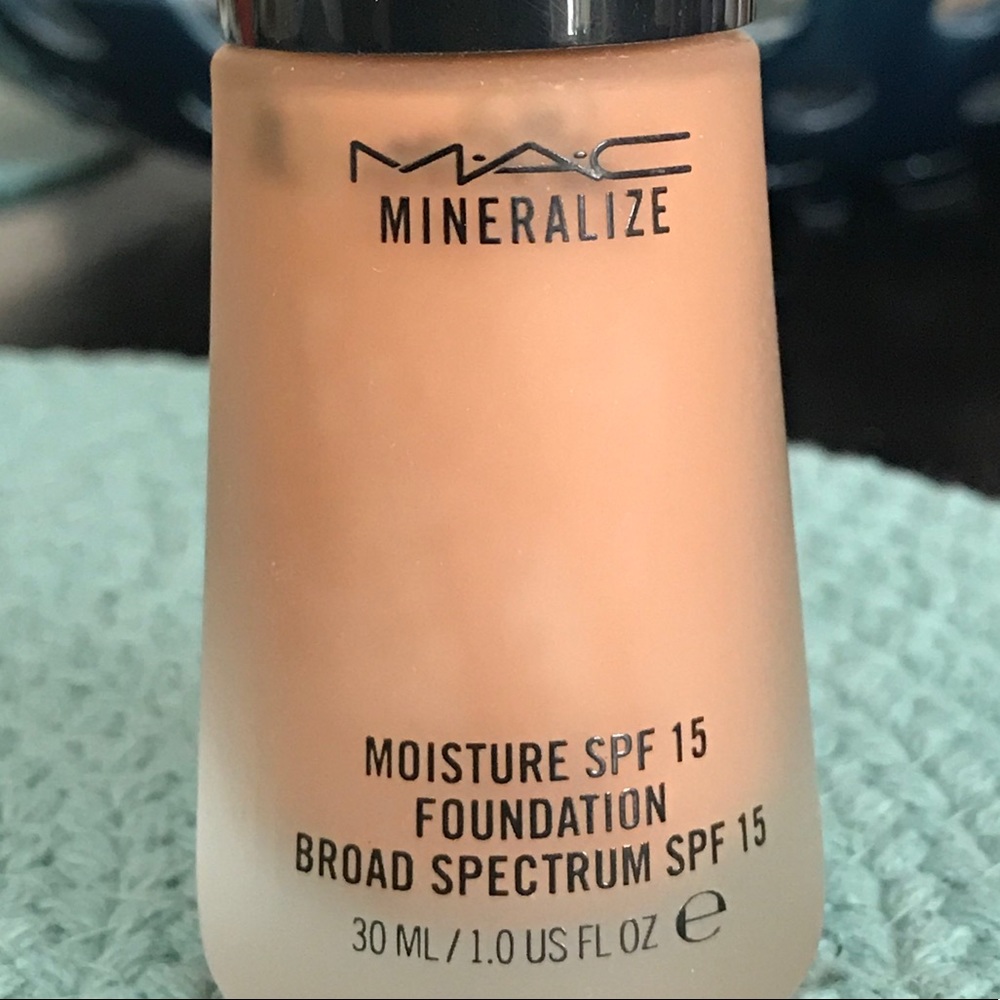 M·A·C
MINERALIZE
MOISTURE SPF 15
FOUNDATION
BROAD SPECTRUM SPF 15
30 ML / 1.0 US FL OZ ℮